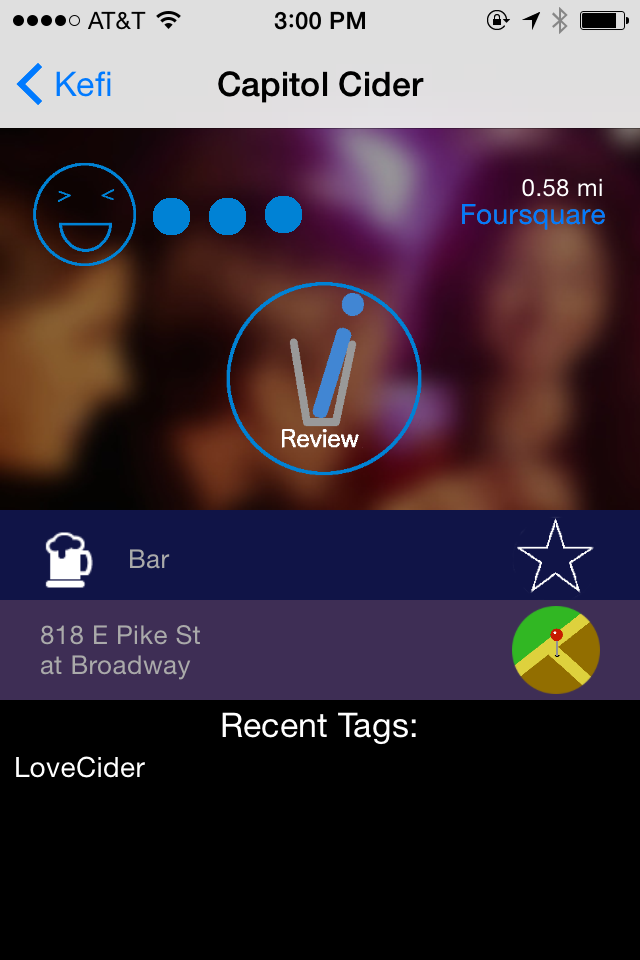 AT&T 3:00 PM
Kefi Capitol Cider
0.58 mi
Foursquare
Review
Bar
818 E Pike St
at Broadway
Recent Tags:
LoveCider